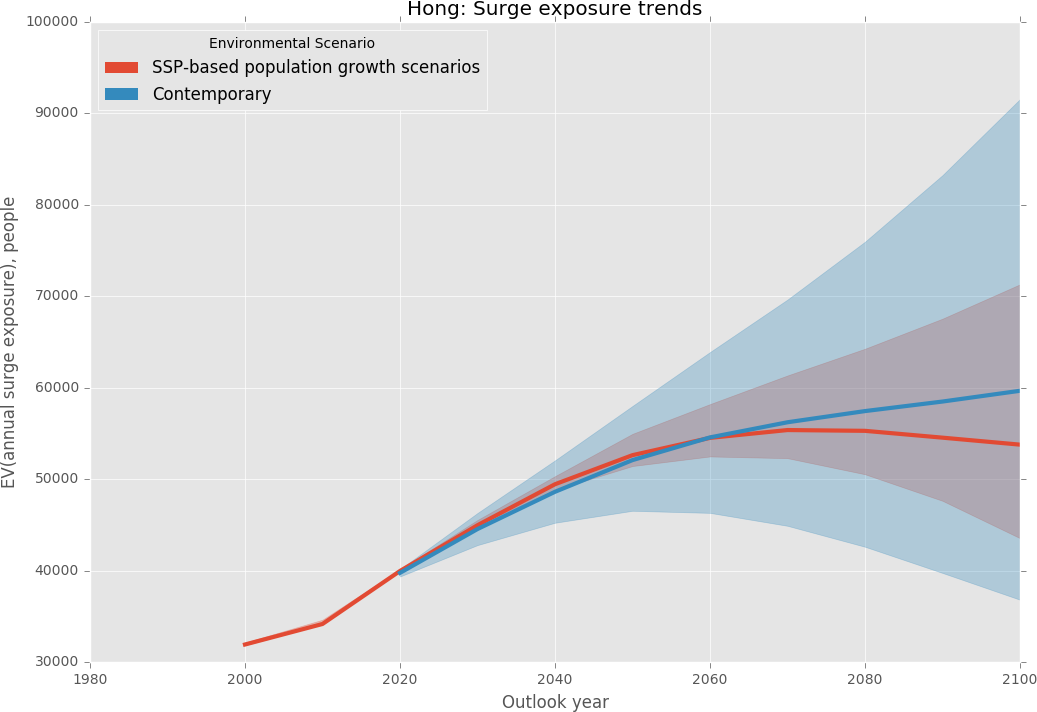 Hong: Surge exposure trends
100000
90000
80000
70000
60000
50000
40000
30000
EV(annual surge exposure), people
Environmental Scenario
SSP-based population growth scenarios
Contemporary
1980
2000
2020
2040
2060
2080
2100
Outlook year